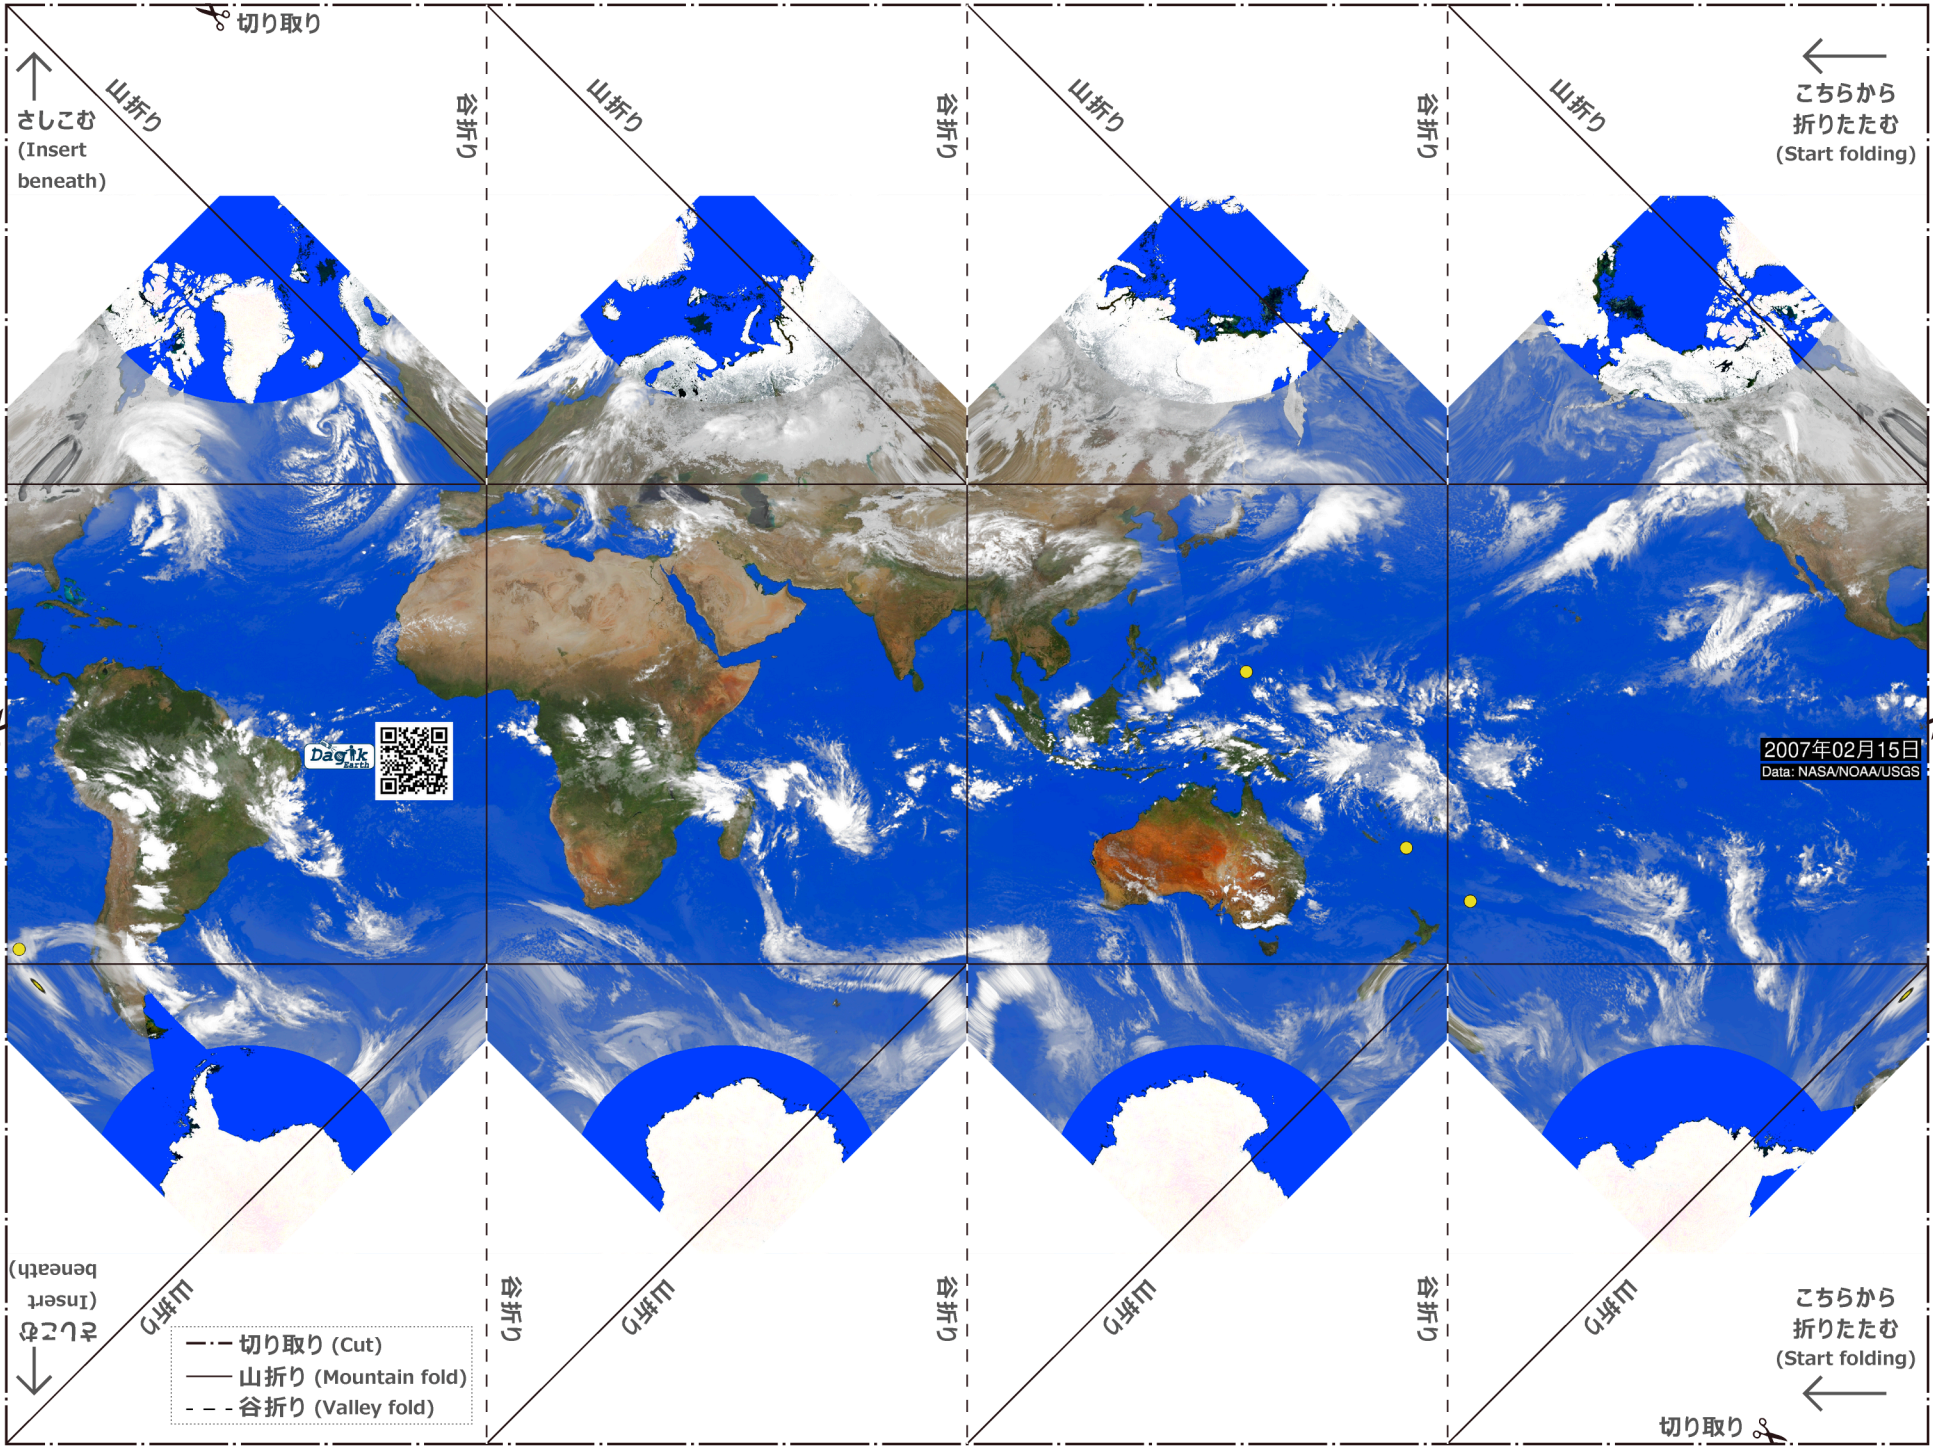 切り取り
山折り
谷折り
山折り
谷折り
山折り
谷折り
山折り
さしこむ
(Insert
beneath)
こちらから
折りたたむ
(Start folding)
Dagik
Earth
2007年02月15日
Data: NASA/NOAA/USGS
さしこむ
(Insert
beneath)
山折り
谷折り
山折り
谷折り
山折り
谷折り
山折り
こちらから
折りたたむ
(Start folding)
切り取り (Cut)
山折り (Mountain fold)
谷折り (Valley fold)
切り取り